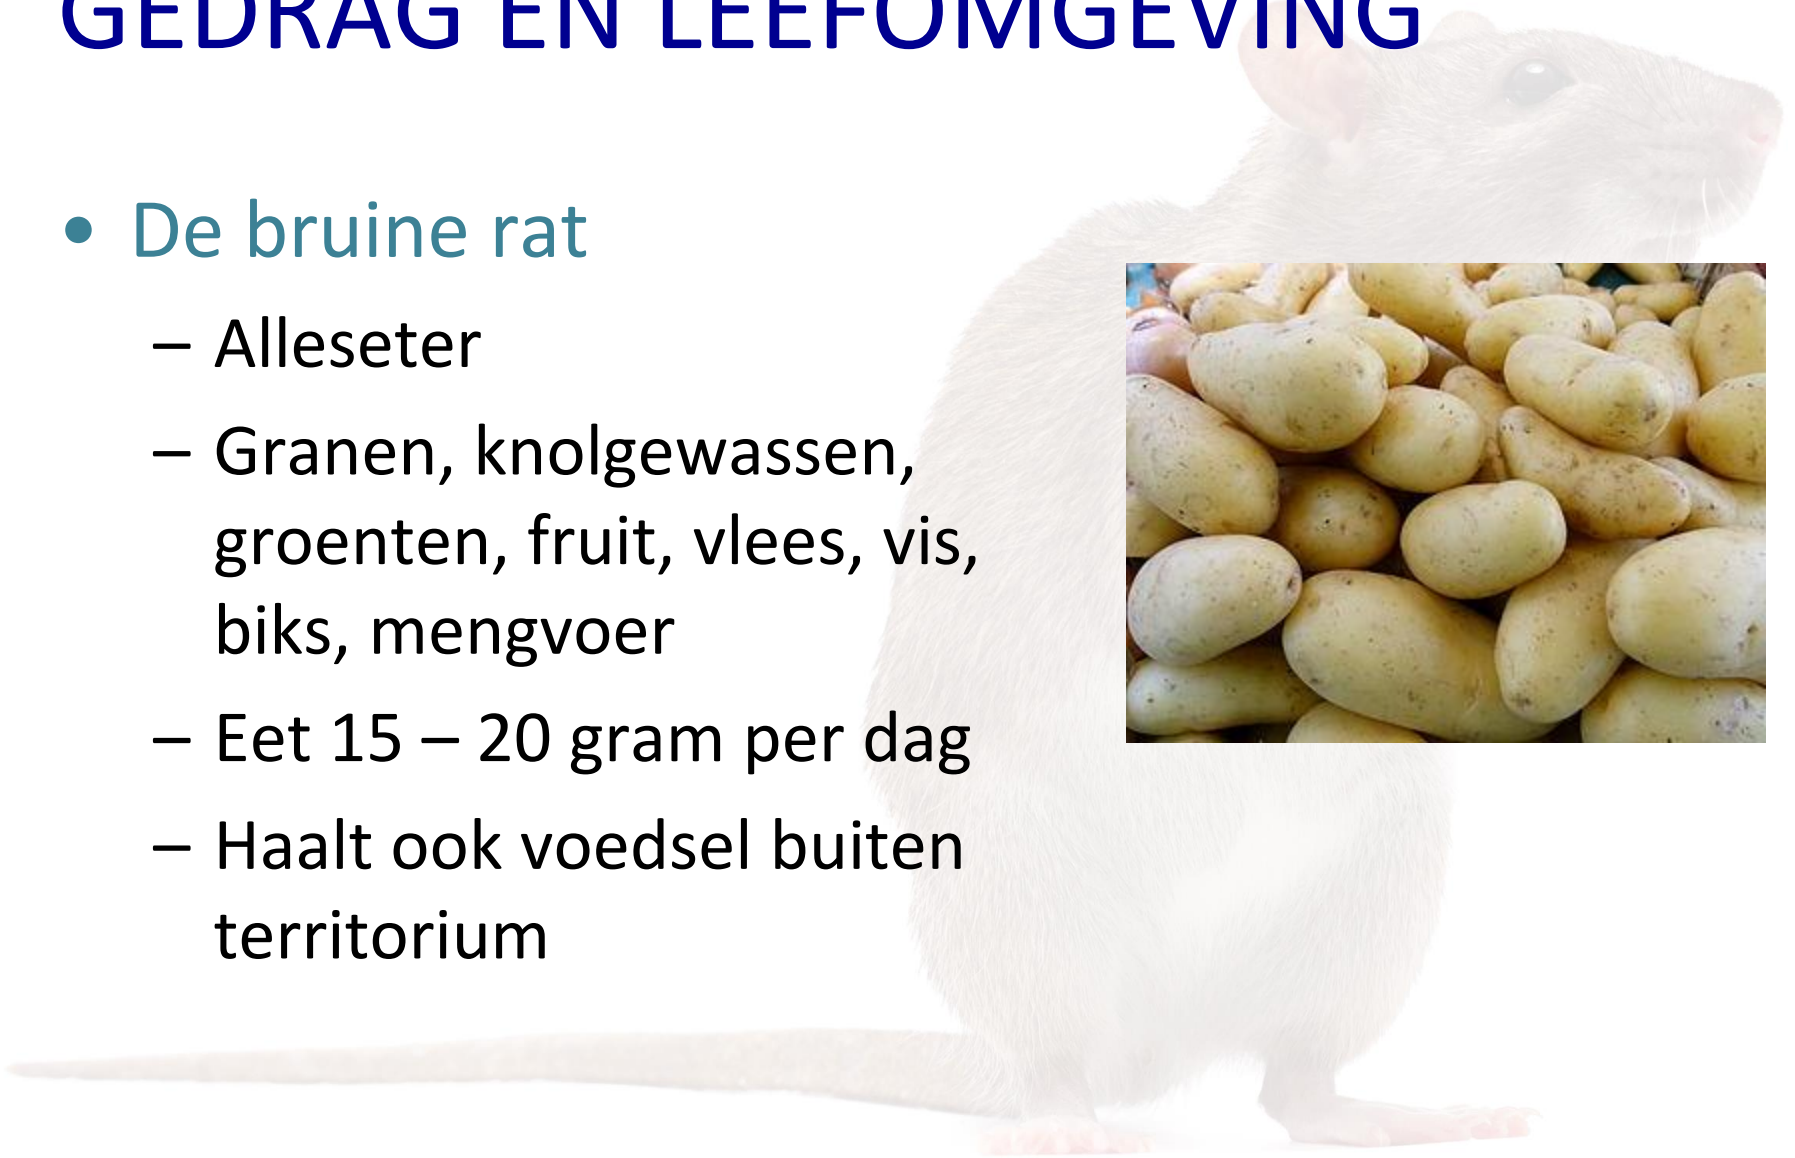 GEDRAG EN LEEFOMGEVING
• De bruine rat
– Alleseter
– Granen, knolgewassen,
groenten, fruit, vlees, vis,
biks, mengvoer
– Eet 15 – 20 gram per dag
– Haalt ook voedsel buiten
territorium